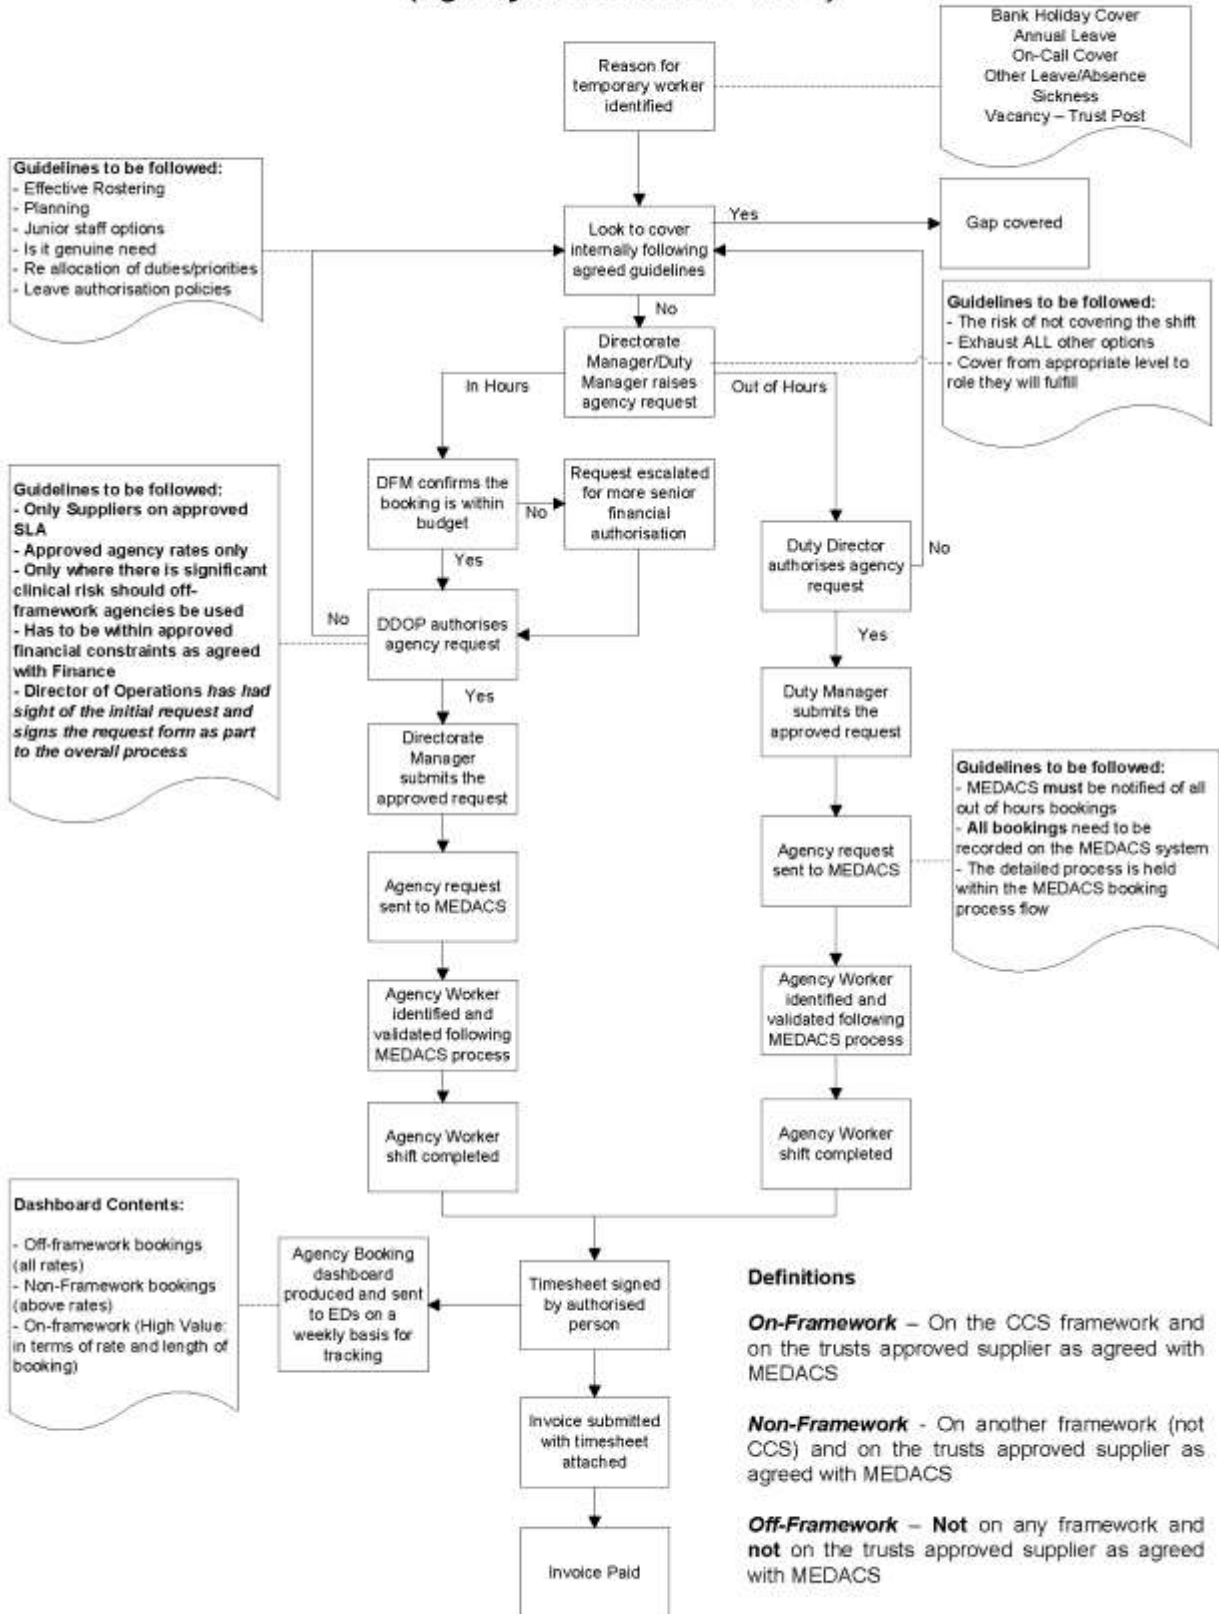 Bank Holiday Cover
Annual Leave
On-Call Cover
Other Leave/Absence
Sickness
Vacancy – Trust Post
Reason for
temporary worker
identified
Guidelines to be followed:
- Effective Rostering
- Planning
- Junior staff options
- Is it genuine need
- Re allocation of duties/priorities
- Leave authorisation policies
Look to cover
internally following
agreed guidelines
Yes
Gap covered
No
Guidelines to be followed:
- The risk of not covering the shift
- Exhaust ALL other options
- Cover from appropriate level to
role they will fulfill
Directorate
Manager/Duty
Manager raises
agency request
In Hours
Out of Hours
Guidelines to be followed:
- Only Suppliers on approved
SLA
- Approved agency rates only
- Only where there is significant
clinical risk should off-
framework agencies be used
- Has to be within approved
financial constraints as agreed
with Finance
- Director of Operations has had
sight of the initial request and
signs the request form as part
to the overall process
DFM confirms the
booking is within
budget
No
Request escalated
for more senior
financial
authorisation
Yes
Duty Director
authorises agency
request
No
No
DDOP authorises
agency request
Yes
Yes
Directorate
Manager
submits the
approved request
Duty Manager
submits the
approved request
Guidelines to be followed:
- MEDACS must be notified of all
out of hours bookings
- All bookings need to be
recorded on the MEDACS system
- The detailed process is held
within the MEDACS booking
process flow
Agency request
sent to MEDACS
Agency request
sent to MEDACS
Agency Worker
identified and
validated following
MEDACS process
Agency Worker
identified and
validated following
MEDACS process
Agency Worker
shift completed
Agency Worker
shift completed
Dashboard Contents:
- Off-framework bookings
(all rates)
- Non-Framework bookings
(above rates)
- On-framework (High Value:
in terms of rate and length of
booking)
Agency Booking
dashboard
produced and sent
to EDs on a
weekly basis for
tracking
Timesheet signed
by authorised
person
Invoice submitted
with timesheet
attached
Invoice Paid
Definitions
On-Framework – On the CCS framework and
on the trusts approved supplier as agreed with
MEDACS
Non-Framework - On another framework (not
CCS) and on the trusts approved supplier as
agreed with MEDACS
Off-Framework – Not on any framework and
not on the trusts approved supplier as agreed
with MEDACS